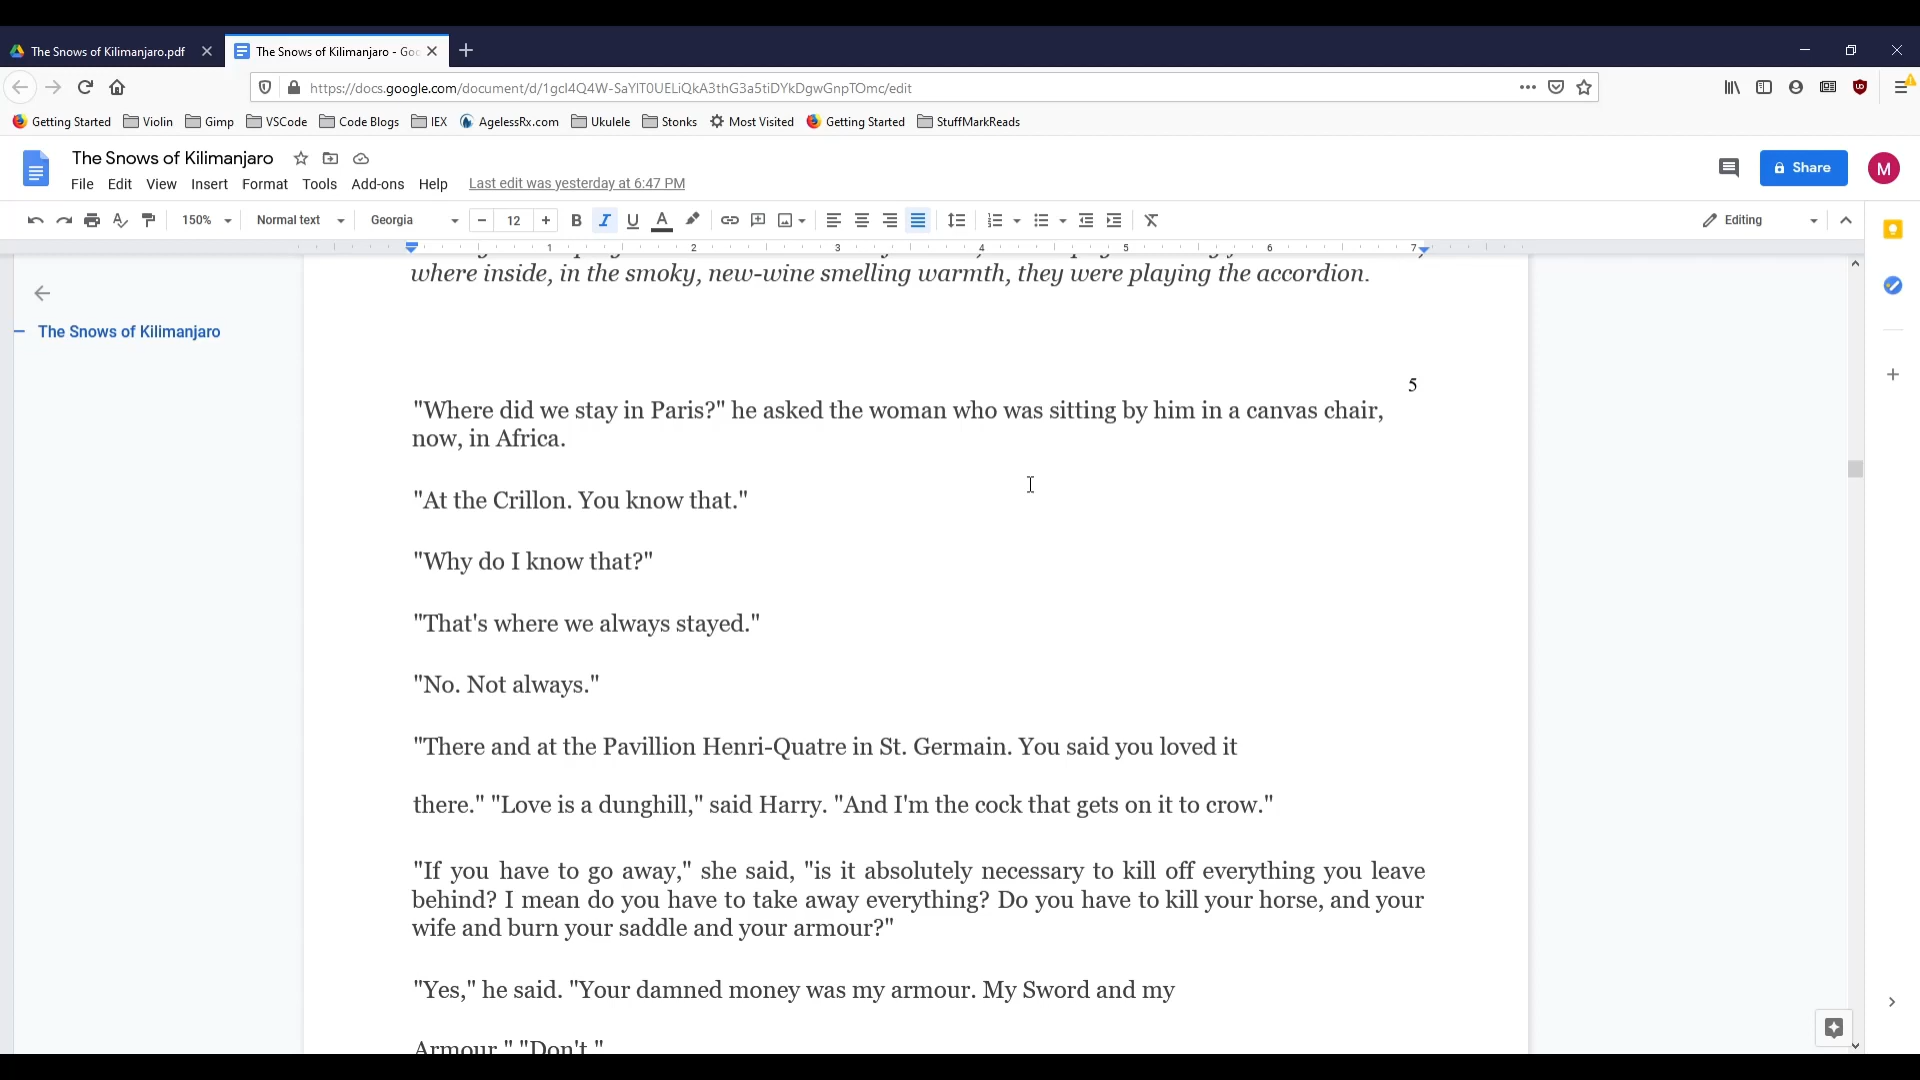 The Snows of Kilimanjaro.pdf
The Snows of Kilimanjaro - Goo
https://docs.google.com/document/d/1gcl4Q4W-SaYlT0UELiQkA3thG3a5tiDYkDgwGnpTOmc/edit
Getting Started Violin Gimp VSCode Code Blogs IEX AgelessRx.com Ukulele Stonks Most Visited Getting Started StuffMarkReads
The Snows of Kilimanjaro
Share
M
File Edit View Insert Format Tools Add-ons Help Last edit was yesterday at 6:47 PM
150% Normal text Georgia 12 B I U A Editing
1 2 3 4 5 6 7
The Snows of Kilimanjaro
where inside, in the smoky, new-wine smelling warmth, they were playing the accordion.
5
"Where did we stay in Paris?" he asked the woman who was sitting by him in a canvas chair,
now, in Africa.
"At the Crillon. You know that."
"Why do I know that?"
"That's where we always stayed."
"No. Not always."
"There and at the Pavillion Henri-Quatre in St. Germain. You said you loved it
there." "Love is a dunghill," said Harry. "And I'm the cock that gets on it to crow."
"If you have to go away," she said, "is it absolutely necessary to kill off everything you leave
behind? I mean do you have to take away everything? Do you have to kill your horse, and your
wife and burn your saddle and your armour?"
"Yes," he said. "Your damned money was my armour. My Sword and my
Armour." "Don't."